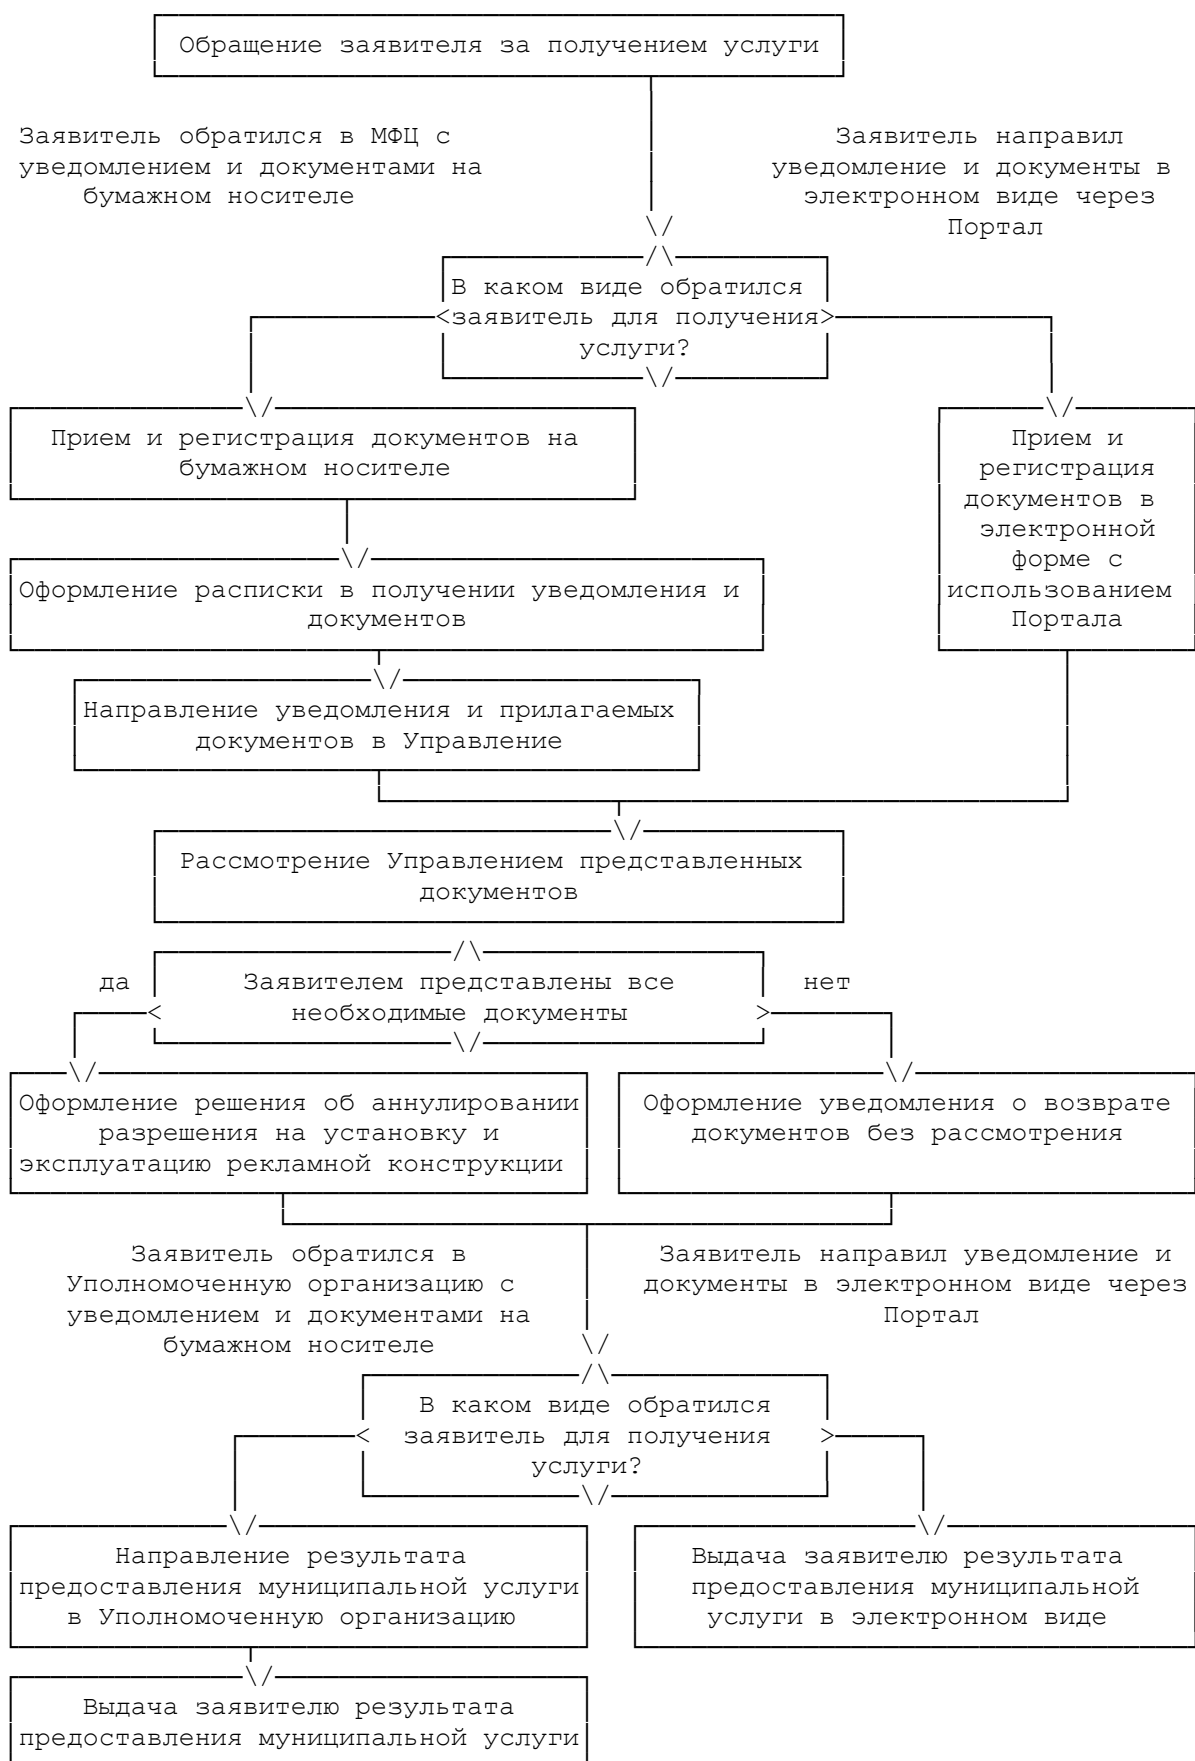 Обращение заявителя за получением услуги
Заявитель обратился в МФЦ с
уведомлением и документами на
бумажном носителе
Заявитель направил
уведомление и документы в
электронном виде через
Портал
В каком виде обратился
заявитель для получения
услуги?
Прием и регистрация документов на
бумажном носителе
Прием и
регистрация
документов в
электронной
форме с
использованием
Портала
Оформление расписки в получении уведомления и
документов
Направление уведомления и прилагаемых
документов в Управление
Рассмотрение Управлением представленных
документов
да
Заявителем представлены все
необходимые документы
нет
Оформление решения об аннулировании
разрешения на установку и
эксплуатацию рекламной конструкции
Оформление уведомления о возврате
документов без рассмотрения
Заявитель обратился в
Уполномоченную организацию с
уведомлением и документами на
бумажном носителе
Заявитель направил уведомление и
документы в электронном виде через
Портал
В каком виде обратился
заявитель для получения
услуги?
Направление результата
предоставления муниципальной услуги
в Уполномоченную организацию
Выдача заявителю результата
предоставления муниципальной
услуги в электронном виде
Выдача заявителю результата
предоставления муниципальной услуги